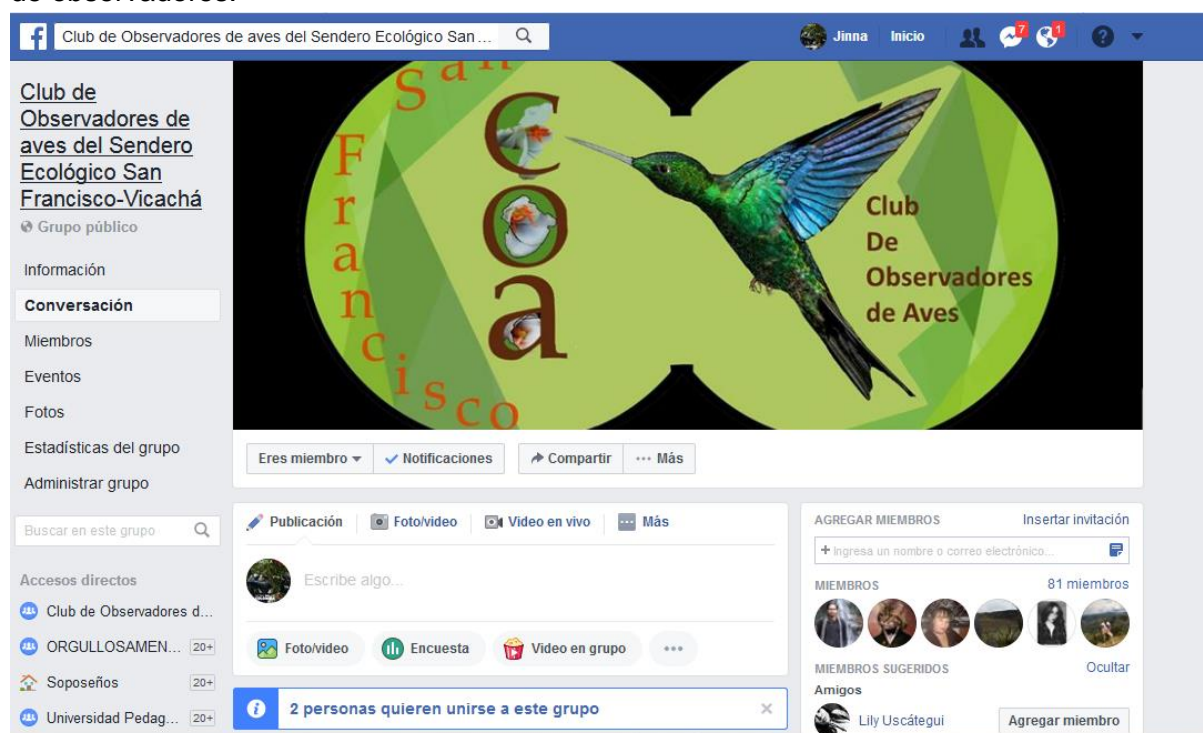 de observadores.
f Club de Observadores de aves del Sendero Ecológico San ...
Jinna Inicio 7 1 ?
Club de
Observadores de
aves del Sendero
Ecológico San
Francisco-Vicachá
Grupo público
Información
Conversación
Miembros
Eventos
Fotos
Estadísticas del grupo
Administrar grupo
Buscar en este grupo
Accesos directos
Club de Observadores d...
ORGULLOSAMEN... 20+
Soposeños 20+
Universidad Pedag... 20+
San
Francisco
Coa
Club
De
Observadores
de Aves
Eres miembro Notificaciones Compartir ... Más
Publicación Foto/video Video en vivo Más
Escribe algo...
Foto/video Encuesta Video en grupo ...
2 personas quieren unirse a este grupo
AGREGAR MIEMBROS Insertar invitación
+ Ingresa un nombre o correo electrónico...
MIEMBROS 81 miembros
MIEMBROS SUGERIDOS Ocultar
Amigos
Lily Uscátegui Agregar miembro